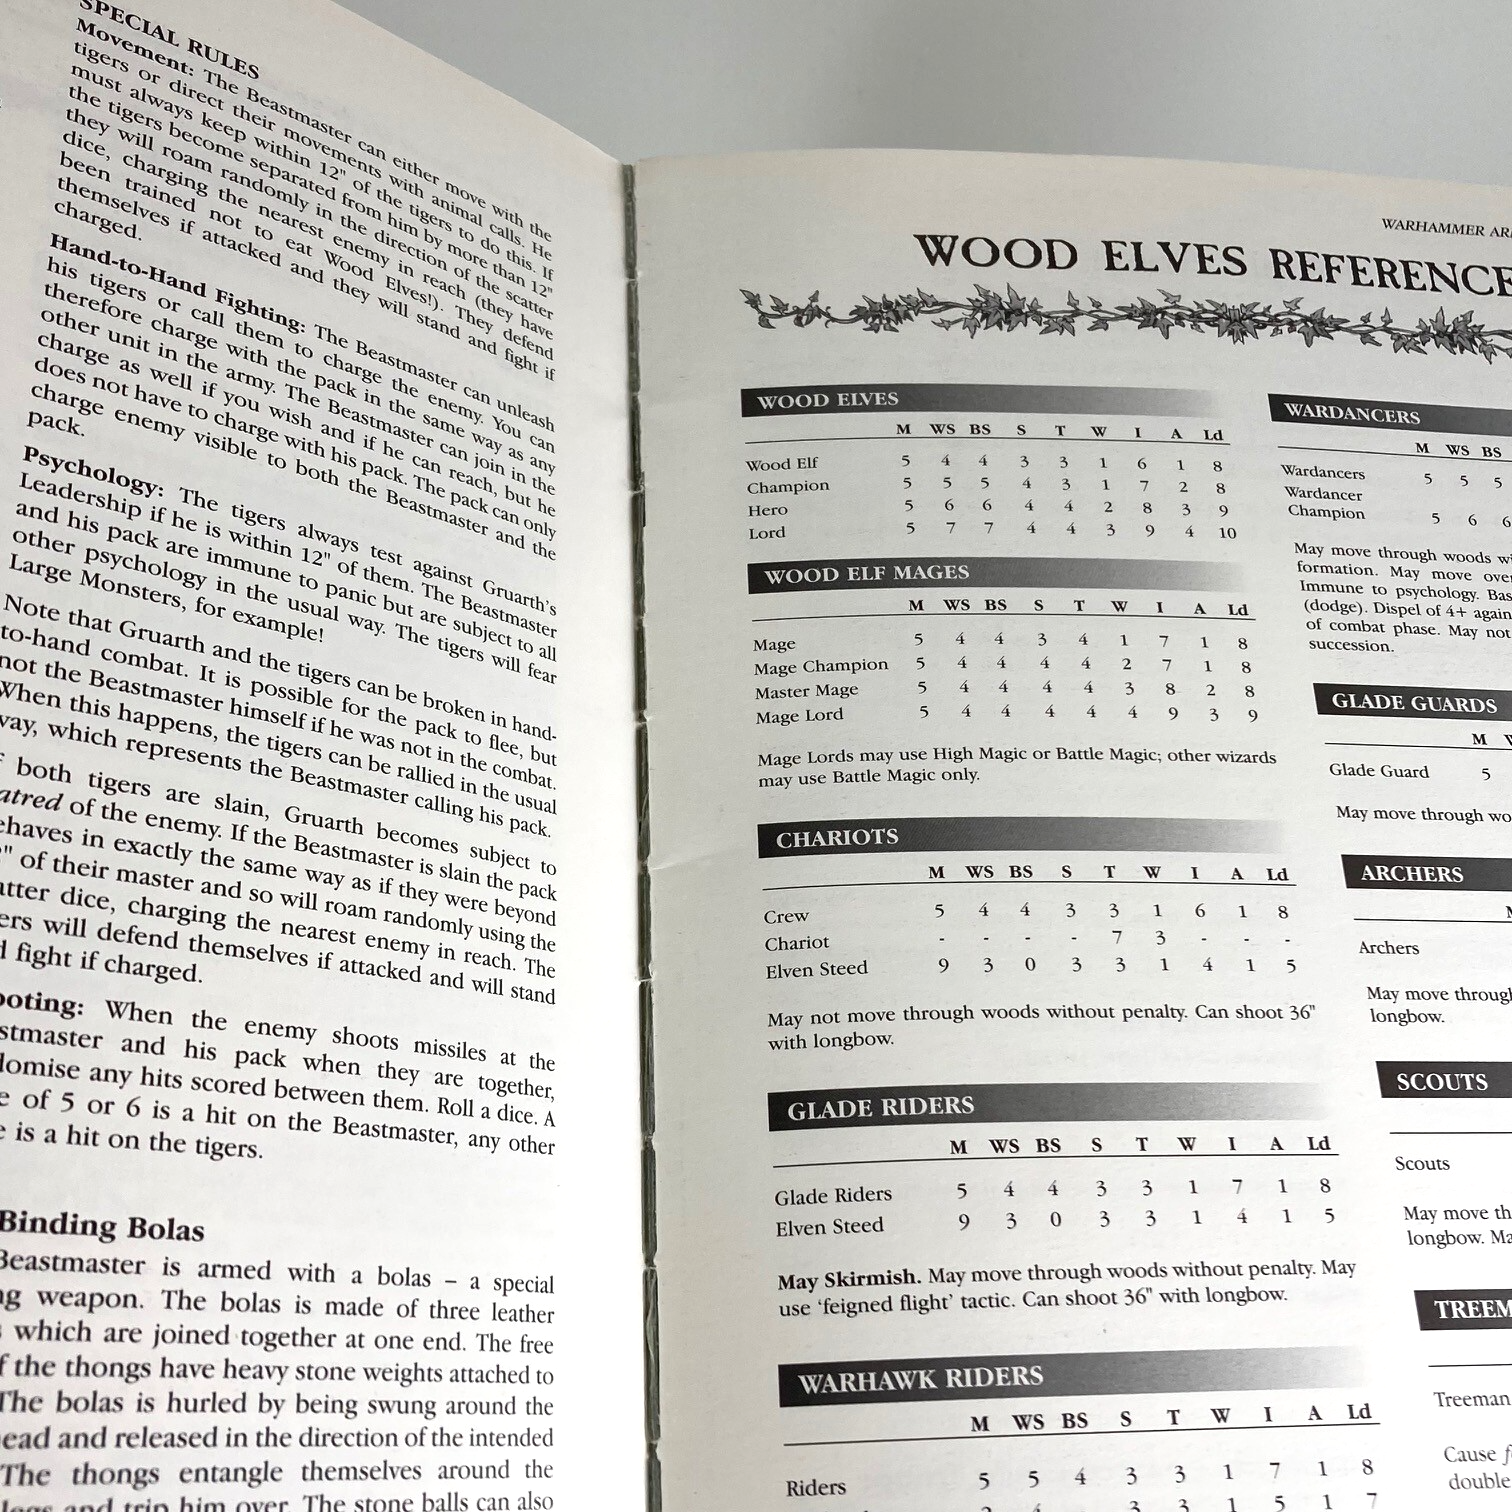 SPECIAL RULES
Movement: The Beastmaster can either move with the
tigers or direct their movements with animal calls. He
must always keep within 12" of the tigers to do this. If
the tigers become separated from him by more than 12"
they will roam randomly in the direction of the scatter
dice, charging the nearest enemy in reach (they have
been trained not to eat Wood Elves!). They defend
themselves if attacked and they will stand and fight if
charged.
Hand-to-Hand Fighting: The Beastmaster can unleash
his tigers or call them to charge the enemy. You can
therefore charge with the pack in the same way as any
other unit in the army. The Beastmaster can join in the
charge as well if you wish and if he can reach, but he
does not have to charge with his pack. The pack can only
charge enemy visible to both the Beastmaster and the
pack.
Psychology: The tigers always test against Gruarth's
Leadership if he is within 12" of them. The Beastmaster
and his pack are immune to panic but are subject to all
other psychology in the usual way. The tigers will fear
Large Monsters, for example!
Note that Gruarth and the tigers can be broken in hand-
to-hand combat. It is possible for the pack to flee, but
not the Beastmaster himself if he was not in the combat.
When this happens, the tigers can be rallied in the usual
way, which represents the Beastmaster calling his pack.
both tigers are slain, Gruarth becomes subject to
atred of the enemy. If the Beastmaster is slain the pack
ehaves in exactly the same way as if they were beyond
" of their master and so will roam randomly using the
atter dice, charging the nearest enemy in reach. The
ers will defend themselves if attacked and will stand
fight if charged.
ooting: When the enemy shoots missiles at the
stmaster and his pack when they are together,
domise any hits scored between them. Roll a dice. A
e of 5 or 6 is a hit on the Beastmaster, any other
e is a hit on the tigers.
Binding Bolas
Beastmaster is armed with a bolas – a special
ng weapon. The bolas is made of three leather
which are joined together at one end. The free
f the thongs have heavy stone weights attached to
The bolas is hurled by being swung around the
ead and released in the direction of the intended
The thongs entangle themselves around the
legs and trip him over. The stone balls can also
WARHAMMER AR
WOOD ELVES REFERENCE
WOOD ELVES
M WS BS S T W I A Ld
Wood Elf 5 4 4 3 3 1 6 1 8
Champion 5 5 5 4 3 1 7 2 8
Hero 5 6 6 4 4 2 8 3 9
Lord 5 7 7 4 4 3 9 4 10
WOOD ELF MAGES
M WS BS S T W I A Ld
Mage 5 4 4 3 4 1 7 1 8
Mage Champion 5 4 4 4 4 2 7 1 8
Master Mage 5 4 4 4 4 3 8 2 8
Mage Lord 5 4 4 4 4 4 9 3 9
Mage Lords may use High Magic or Battle Magic; other wizards
may use Battle Magic only.
CHARIOTS
M WS BS S T W I A Ld
Crew 5 4 4 3 3 1 6 1 8
Chariot - - - - 7 3 - - -
Elven Steed 9 3 0 3 3 1 4 1 5
May not move through woods without penalty. Can shoot 36"
with longbow.
GLADE RIDERS
M WS BS S T W I A Ld
Glade Riders 5 4 4 3 3 1 7 1 8
Elven Steed 9 3 0 3 3 1 4 1 5
May Skirmish. May move through woods without penalty. May
use 'feigned flight' tactic. Can shoot 36" with longbow.
WARHAWK RIDERS
M WS BS S T W I A Ld
Riders 5 5 4 3 3 1 7 1 8
3 3 1 5 1 7
WARDANCERS
M WS BS
Wardancers 5 5 5
Wardancer
Champion 5 6 6
May move through woods wi
formation. May move over
Immune to psychology. Bas
(dodge). Dispel of 4+ again
of combat phase. May not
succession.
GLADE GUARDS
M W
Glade Guard 5
May move through wo
ARCHERS
M
Archers
May move through
longbow.
SCOUTS
Scouts
May move th
longbow. Ma
TREEM
Treeman
Cause f
double